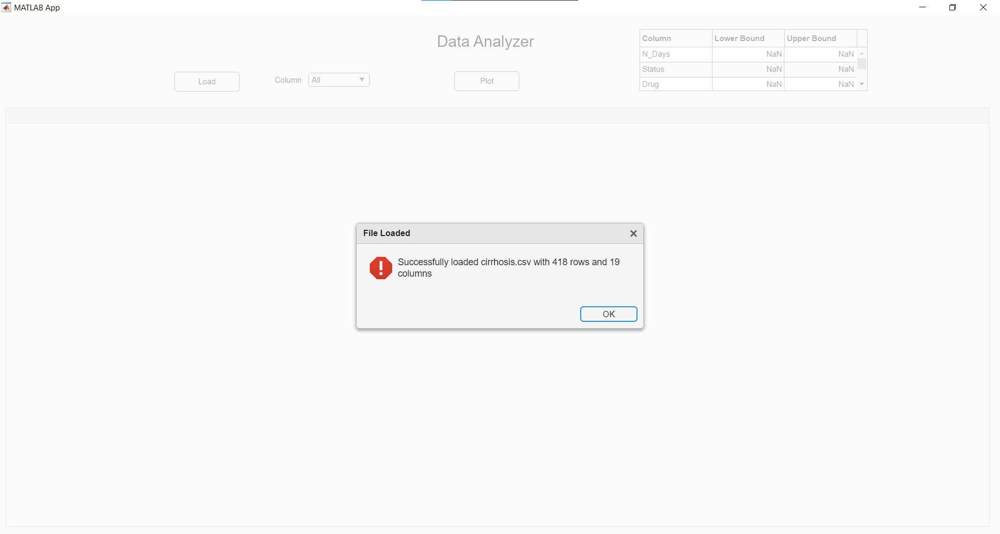 MATLAB App
Data Analyzer
Load
Column All
Plot
Column Lower Bound Upper Bound
N_Days NaN NaN
Status NaN NaN
Drug NaN NaN
File Loaded
Successfully loaded cirrhosis.csv with 418 rows and 19
columns
OK